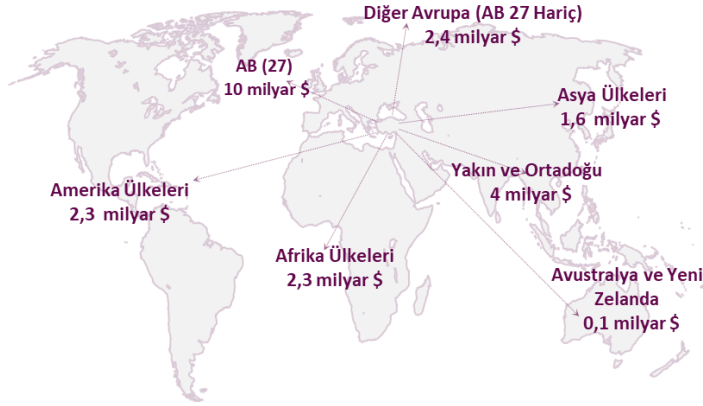 Diğer Avrupa (AB 27 Hariç)
2,4 milyar $
AB (27)
10 milyar $
Asya Ülkeleri
1,6 milyar $
Yakın ve Ortadoğu
4 milyar $
Amerika Ülkeleri
2,3 milyar $
Afrika Ülkeleri
2,3 milyar $
Avustralya ve Yeni
Zelanda
0,1 milyar $